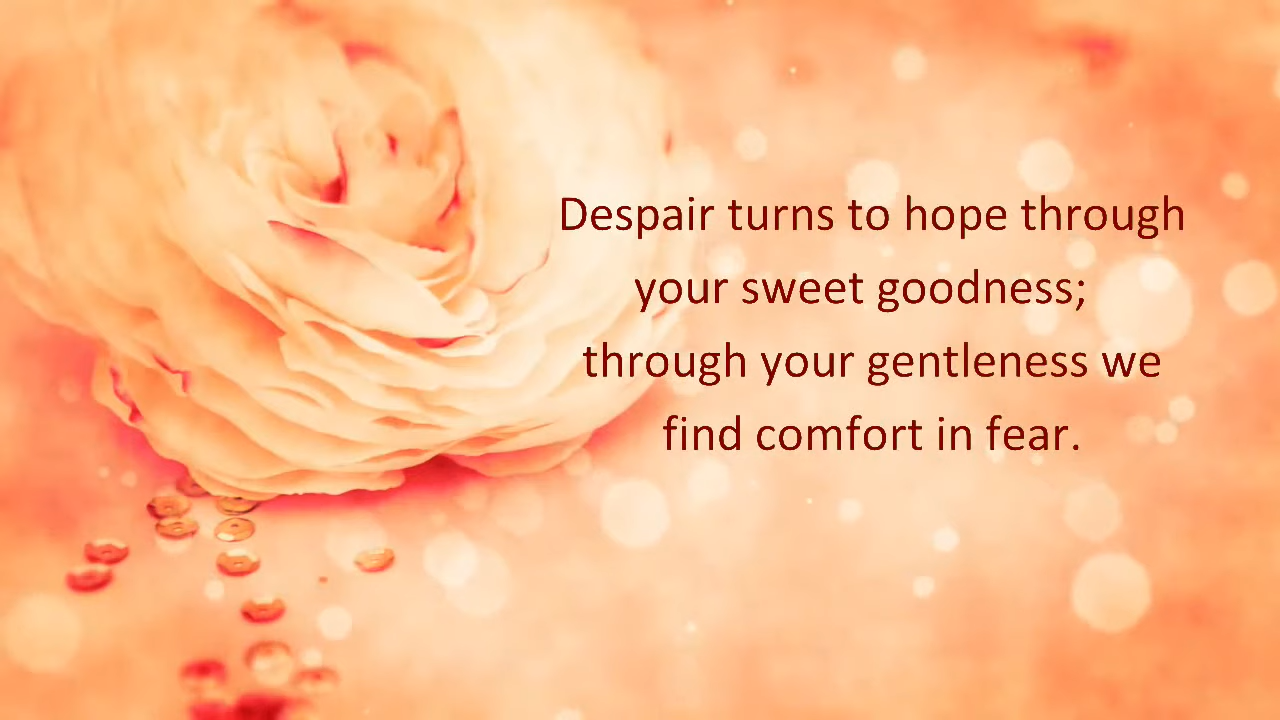 Despair turns to hope through
your sweet goodness;
through your gentleness we
find comfort in fear.